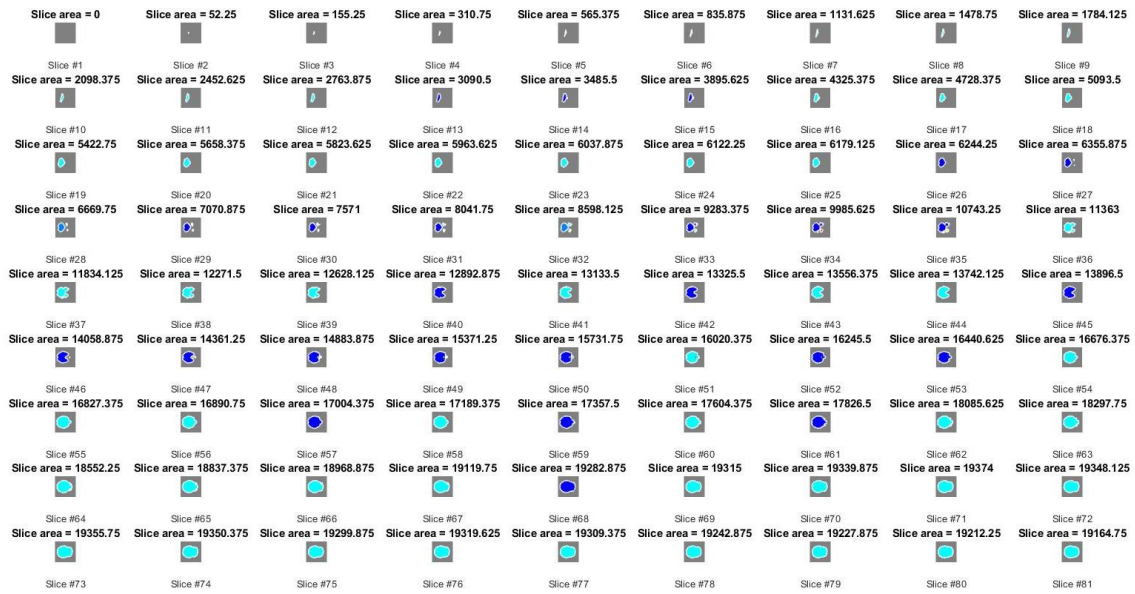 Slice area = 0 Slice area = 52.25 Slice area = 155.25 Slice area = 310.75 Slice area = 565.375 Slice area = 835.875 Slice area = 1131.625 Slice area = 1478.75 Slice area = 1784.125
Slice #1 Slice #2 Slice #3 Slice #4 Slice #5 Slice #6 Slice #7 Slice #8 Slice #9
Slice area = 2098.375 Slice area = 2452.625 Slice area = 2763.875 Slice area = 3090.5 Slice area = 3485.5 Slice area = 3895.625 Slice area = 4325.375 Slice area = 4728.375 Slice area = 5093.5
Slice #10 Slice #11 Slice #12 Slice #13 Slice #14 Slice #15 Slice #16 Slice #17 Slice #18
Slice area = 5422.75 Slice area = 5658.375 Slice area = 5823.625 Slice area = 5963.625 Slice area = 6037.875 Slice area = 6122.25 Slice area = 6179.125 Slice area = 6244.25 Slice area = 6355.875
Slice #19 Slice #20 Slice #21 Slice #22 Slice #23 Slice #24 Slice #25 Slice #26 Slice #27
Slice area = 6669.75 Slice area = 7070.875 Slice area = 7571 Slice area = 8041.75 Slice area = 8598.125 Slice area = 9283.375 Slice area = 9985.625 Slice area = 10743.25 Slice area = 11363
Slice #28 Slice #29 Slice #30 Slice #31 Slice #32 Slice #33 Slice #34 Slice #35 Slice #36
Slice area = 11834.125 Slice area = 12271.5 Slice area = 12628.125 Slice area = 12892.875 Slice area = 13133.5 Slice area = 13325.5 Slice area = 13556.375 Slice area = 13742.125 Slice area = 13896.5
Slice #37 Slice #38 Slice #39 Slice #40 Slice #41 Slice #42 Slice #43 Slice #44 Slice #45
Slice area = 14058.875 Slice area = 14361.25 Slice area = 14883.875 Slice area = 15371.25 Slice area = 15731.75 Slice area = 16020.375 Slice area = 16245.5 Slice area = 16440.625 Slice area = 16676.375
Slice #46 Slice #47 Slice #48 Slice #49 Slice #50 Slice #51 Slice #52 Slice #53 Slice #54
Slice area = 16827.375 Slice area = 16890.75 Slice area = 17004.375 Slice area = 17189.375 Slice area = 17357.5 Slice area = 17604.375 Slice area = 17826.5 Slice area = 18085.625 Slice area = 18297.75
Slice #55 Slice #56 Slice #57 Slice #58 Slice #59 Slice #60 Slice #61 Slice #62 Slice #63
Slice area = 18552.25 Slice area = 18837.375 Slice area = 18968.875 Slice area = 19119.75 Slice area = 19282.875 Slice area = 19315 Slice area = 19339.875 Slice area = 19374 Slice area = 19348.125
Slice #64 Slice #65 Slice #66 Slice #67 Slice #68 Slice #69 Slice #70 Slice #71 Slice #72
Slice area = 19355.75 Slice area = 19350.375 Slice area = 19299.875 Slice area = 19319.625 Slice area = 19309.375 Slice area = 19242.875 Slice area = 19227.875 Slice area = 19212.25 Slice area = 19164.75
Slice #73 Slice #74 Slice #75 Slice #76 Slice #77 Slice #78 Slice #79 Slice #80 Slice #81